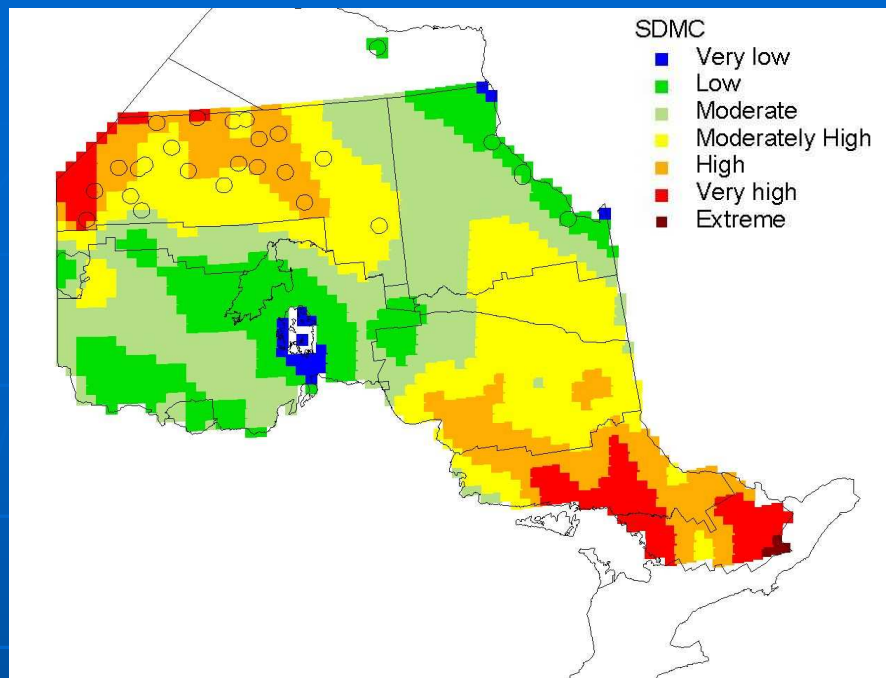 SDMC
Very low
Low
Moderate
Moderately High
High
Very high
Extreme